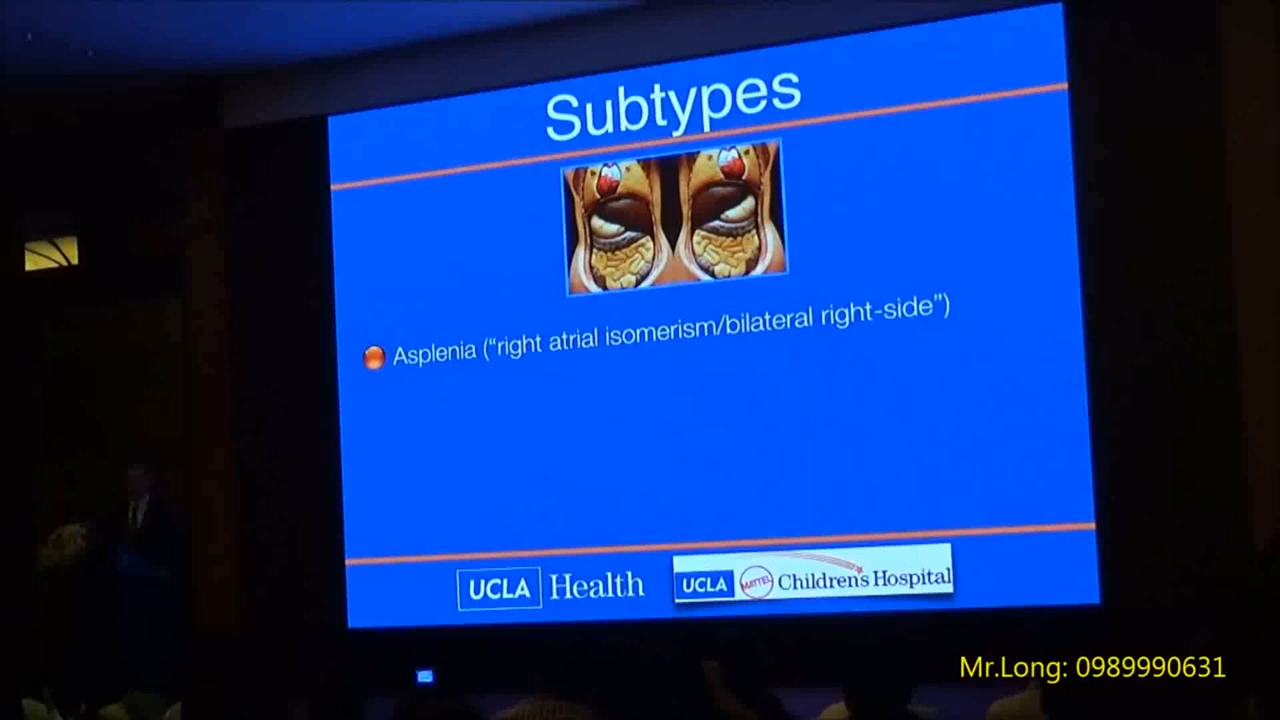 Subtypes
Asplenia (“right atrial isomerism/bilateral right-side”)
UCLA Health
UCLA MATTEL Children's Hospital
Mr.Long: 0989990631